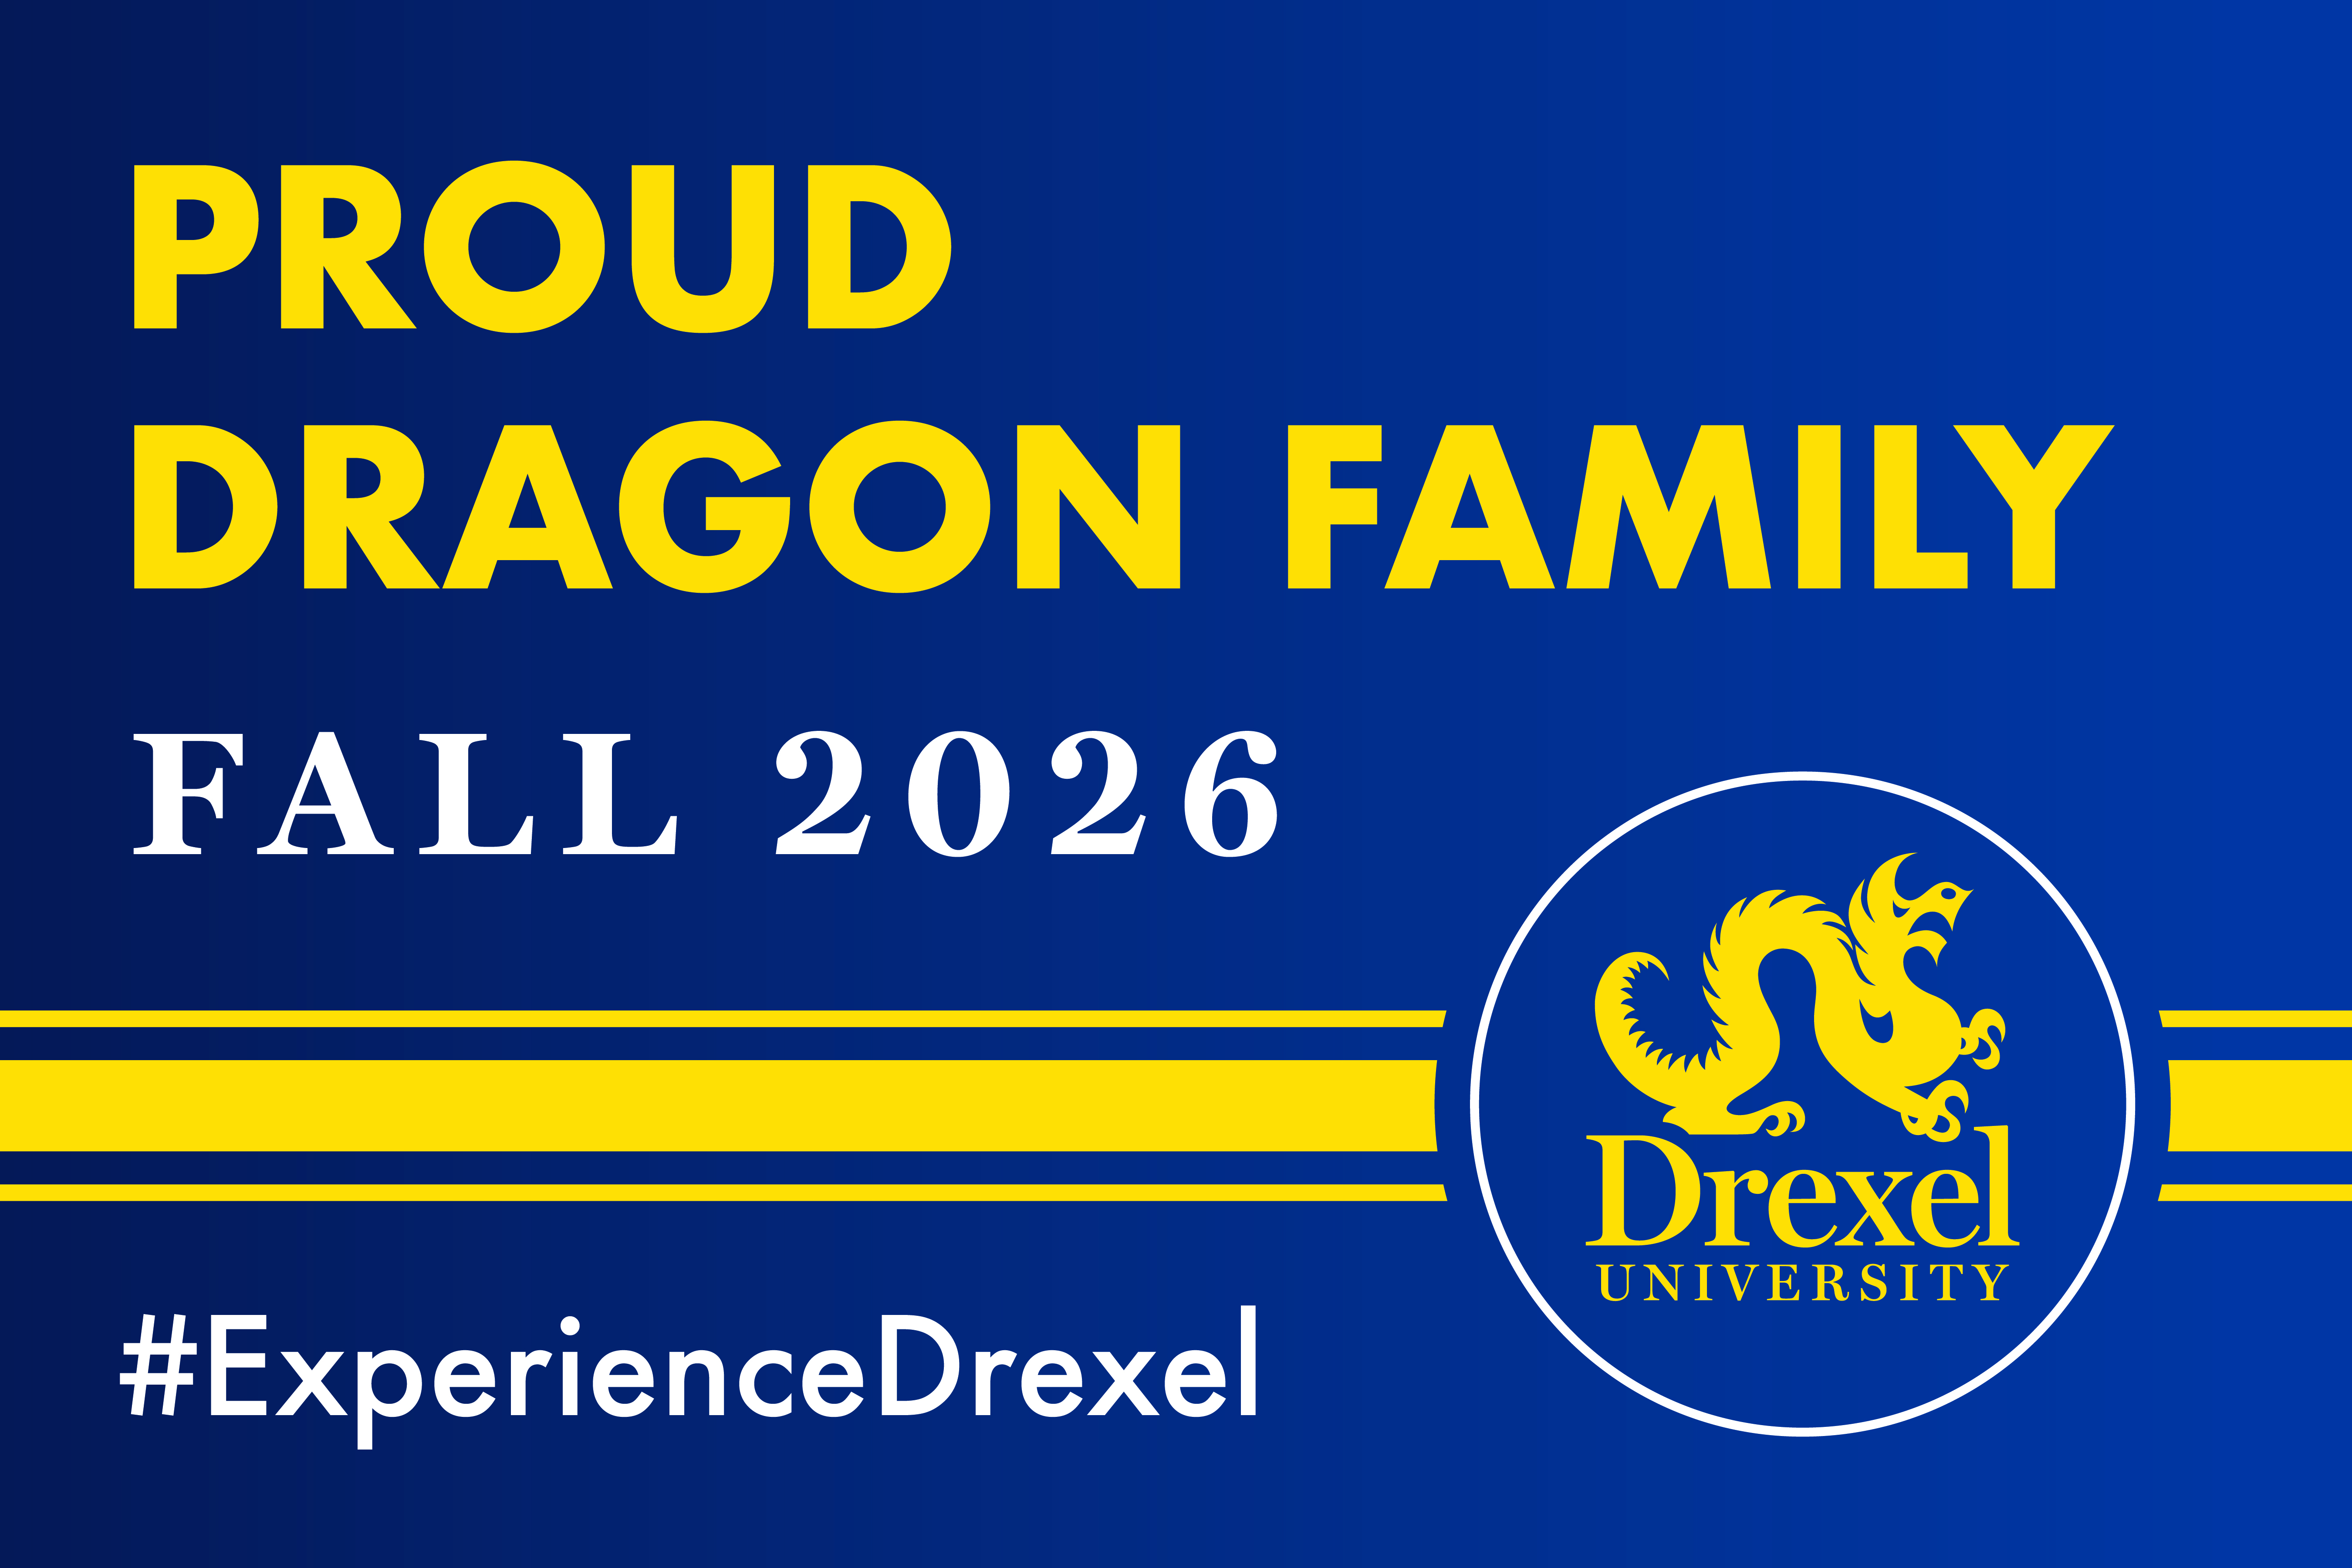 PROUD
DRAGON FAMILY
FALL 2026
Drexel
UNIVERSITY
#ExperienceDrexel